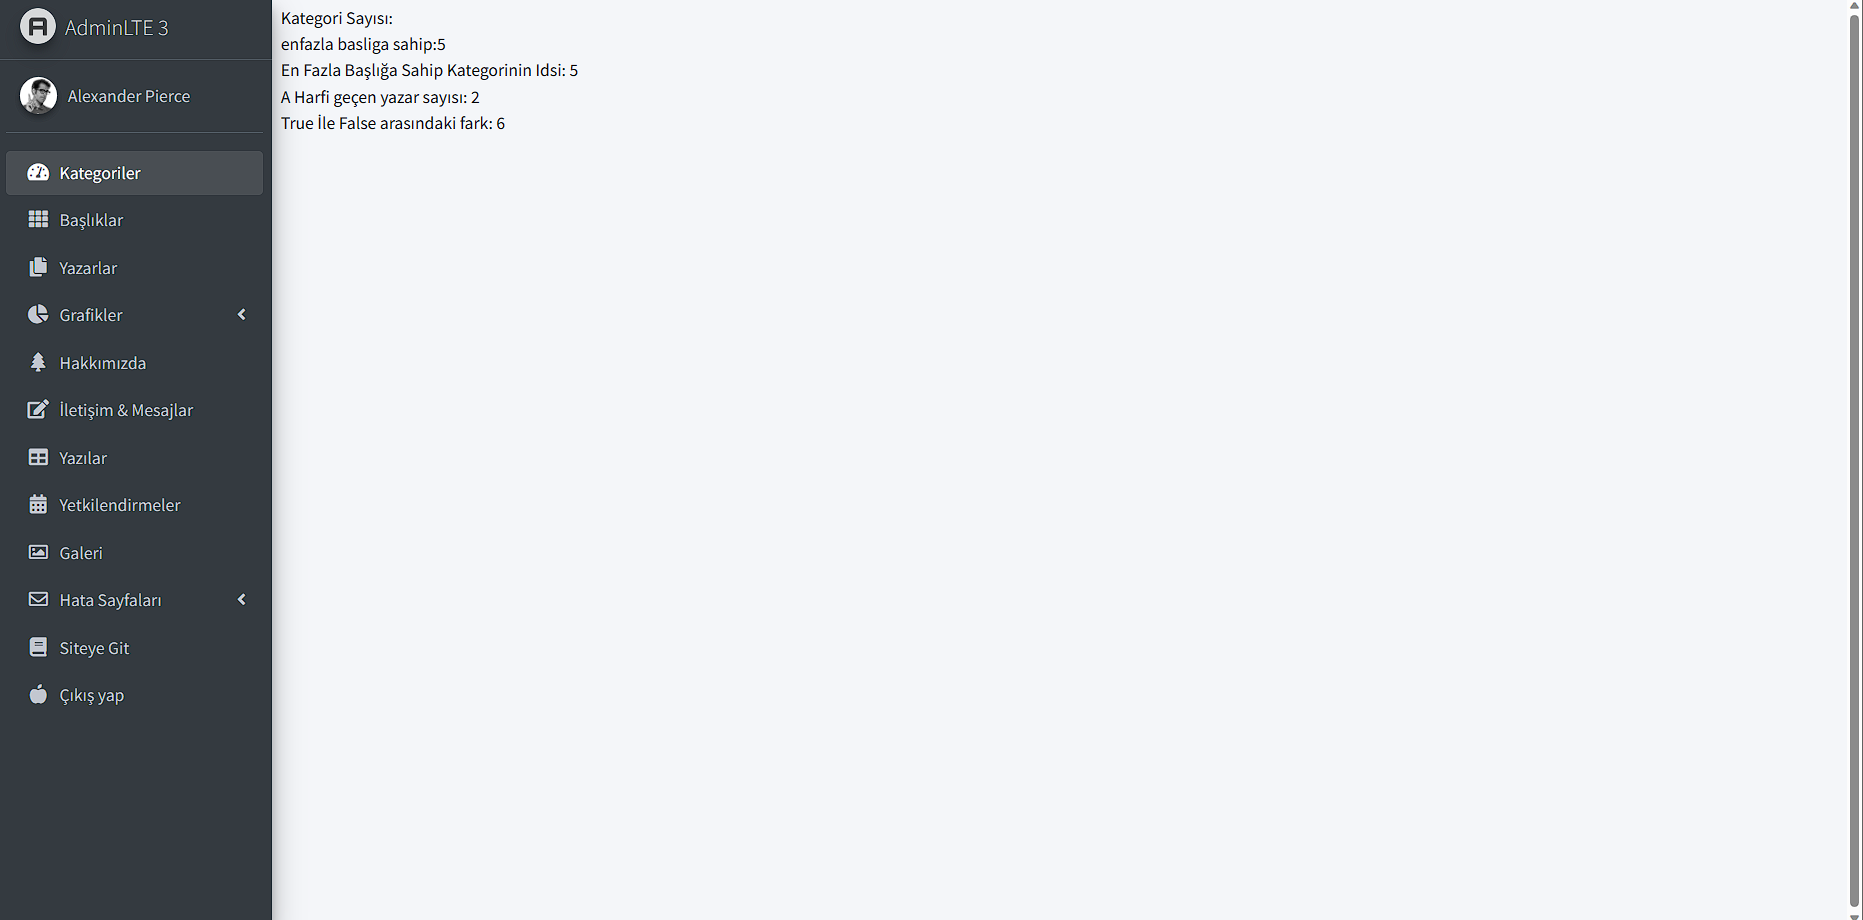 AdminLTE 3
Alexander Pierce
Kategoriler
Başlıklar
Yazarlar
Grafikler
Hakkımızda
İletişim & Mesajlar
Yazılar
Yetkilendirmeler
Galeri
Hata Sayfaları
Siteye Git
Çıkış yap
Kategori Sayısı:
enfazla basliga sahip:5
En Fazla Başlığa Sahip Kategorinin Idsi: 5
A Harfi geçen yazar sayısı: 2
True İle False arasındaki fark: 6